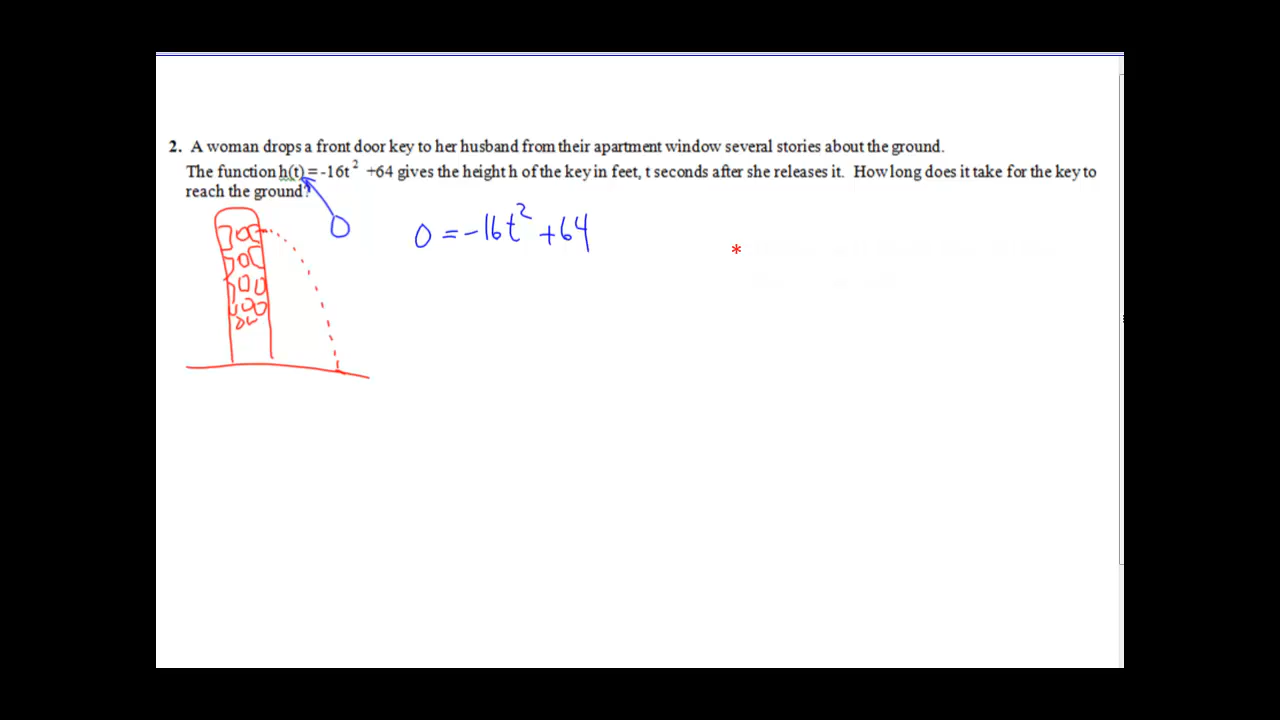 2. A woman drops a front door key to her husband from their apartment window several stories about the ground.
The function h(t) = -16t² +64 gives the height h of the key in feet, t seconds after she releases it. How long does it take for the key to
reach the ground?
0
0 = -16t² +64
*